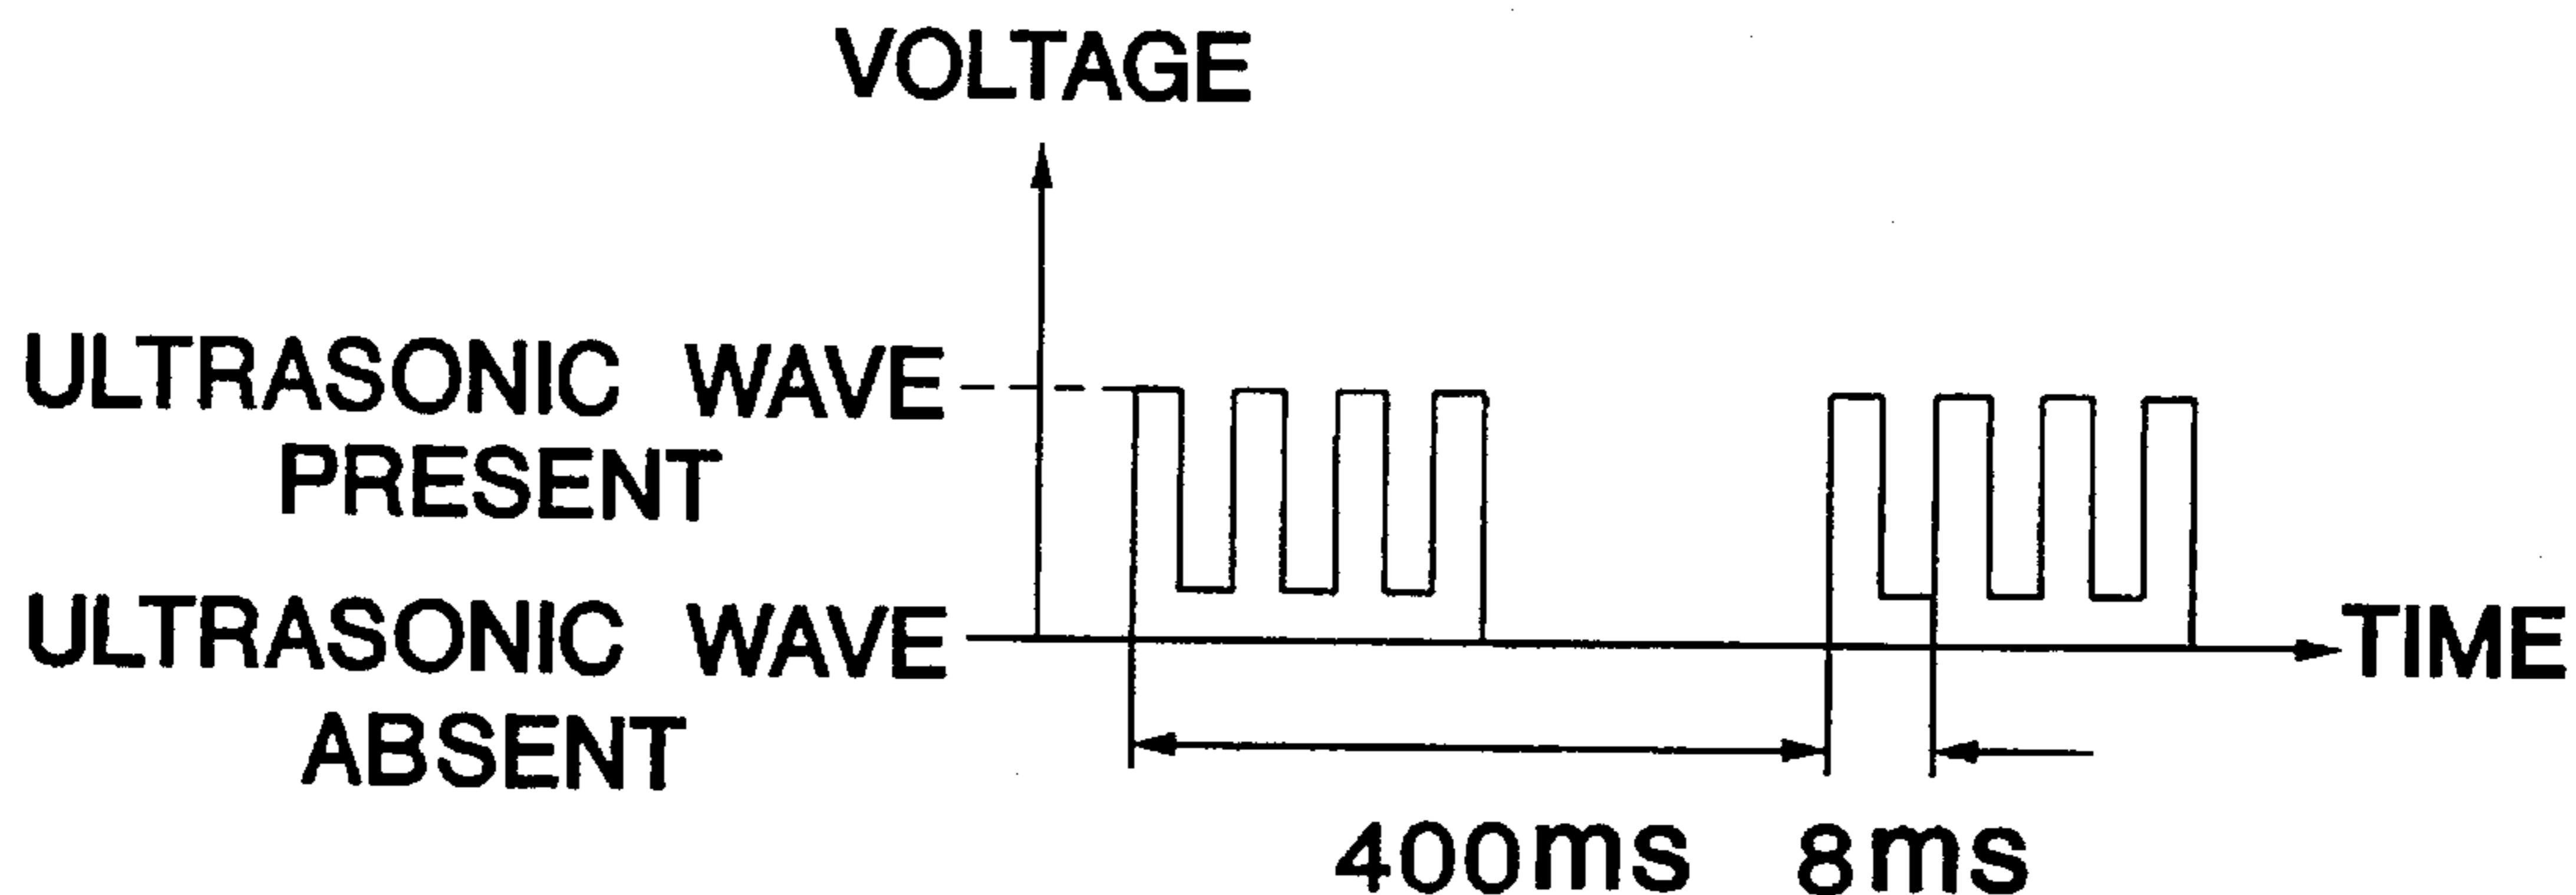 VOLTAGE
ULTRASONIC WAVE
PRESENT
ULTRASONIC WAVE
ABSENT
TIME
400ms 8ms